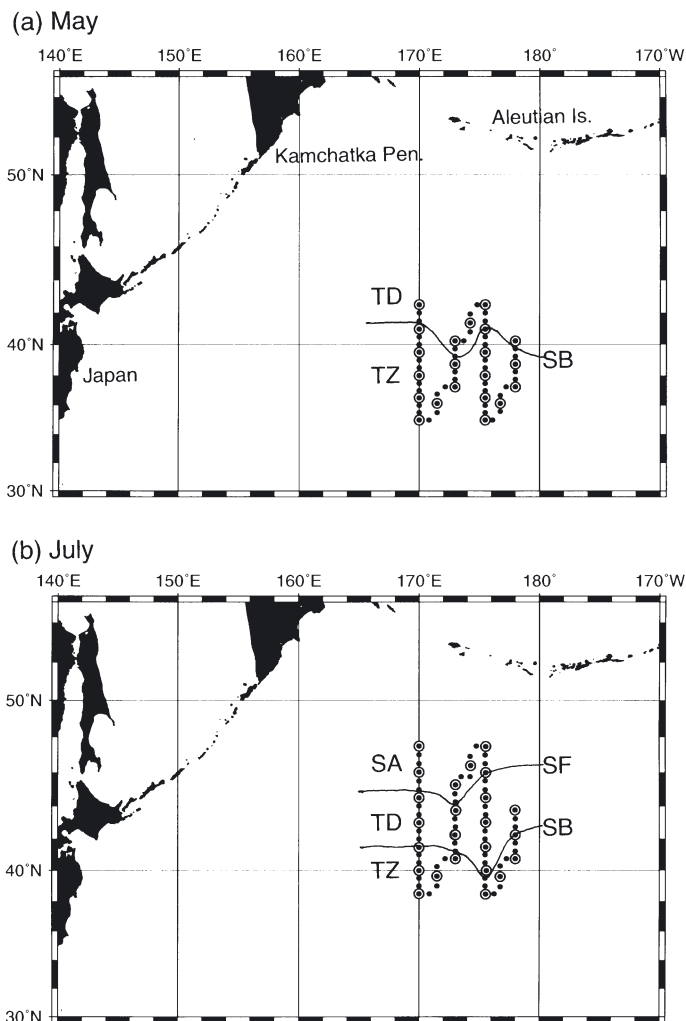 (a) May
140˚E 150˚E 160˚E 170˚E 180˚ 170˚W
Aleutian Is.
Kamchatka Pen.
50˚N
TD
40˚N
SB
TZ
Japan
30˚N
(b) July
140˚E 150˚E 160˚E 170˚E 180˚ 170˚W
50˚N
SA
SF
TD
SB
TZ
40˚N
30˚N